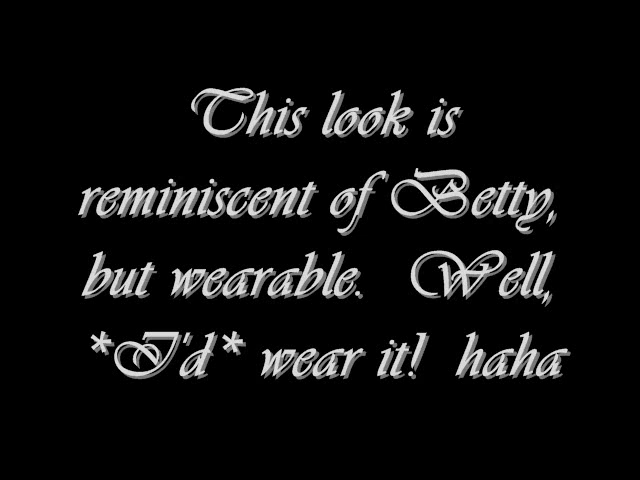 This look is
reminiscent of Betty,
but wearable. Well,
*I'd* wear it! haha